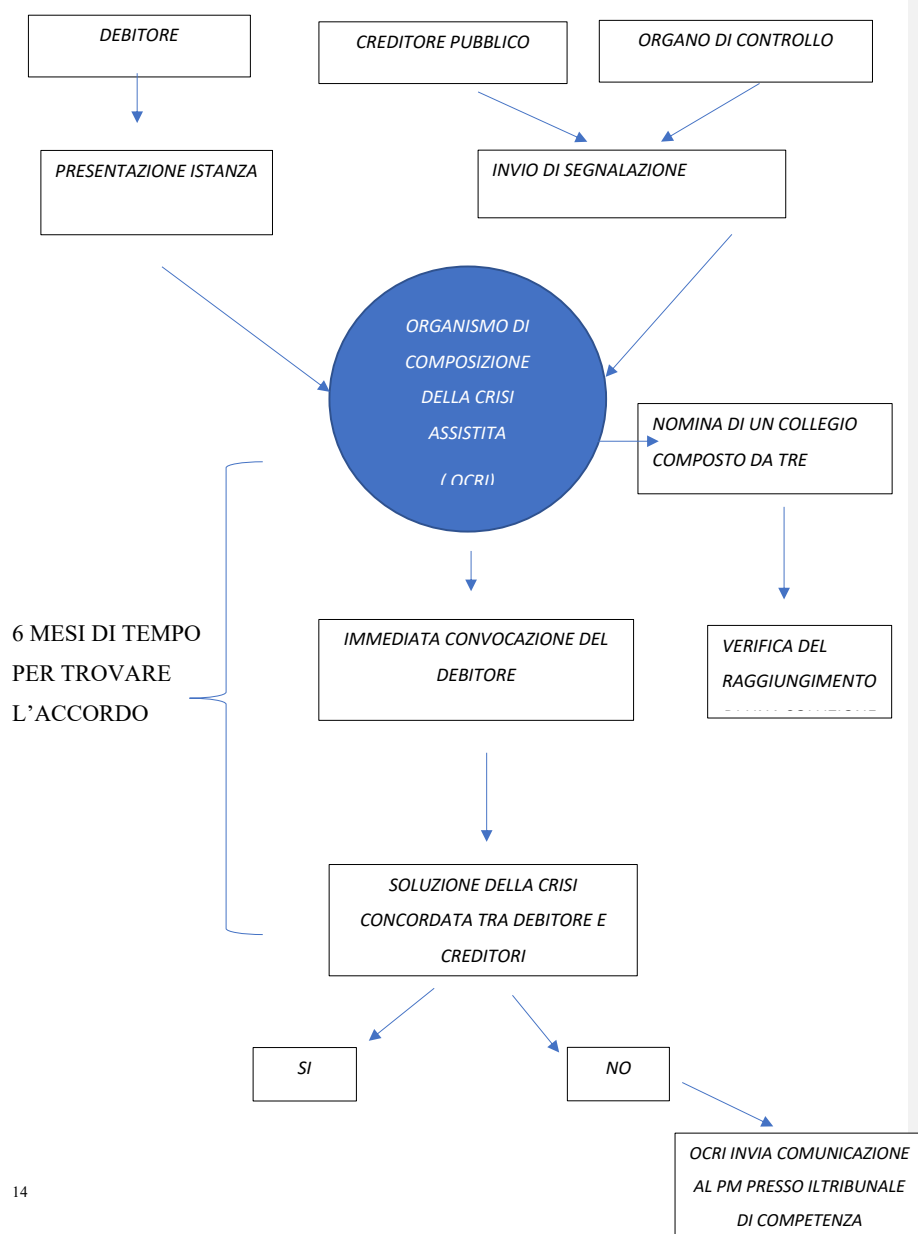 DEBITORE
CREDITORE PUBBLICO
ORGANO DI CONTROLLO
PRESENTAZIONE ISTANZA
INVIO DI SEGNALAZIONE
ORGANISMO DI
COMPOSIZIONE
DELLA CRISI
ASSISTITA
( OCRI)
NOMINA DI UN COLLEGIO
COMPOSTO DA TRE
6 MESI DI TEMPO
PER TROVARE
L’ACCORDO
IMMEDIATA CONVOCAZIONE DEL
DEBITORE
VERIFICA DEL
RAGGIUNGIMENTO
SOLUZIONE DELLA CRISI
CONCORDATA TRA DEBITORE E
CREDITORI
SI
NO
OCRI INVIA COMUNICAZIONE
AL PM PRESSO ILTRIBUNALE
DI COMPETENZA
14